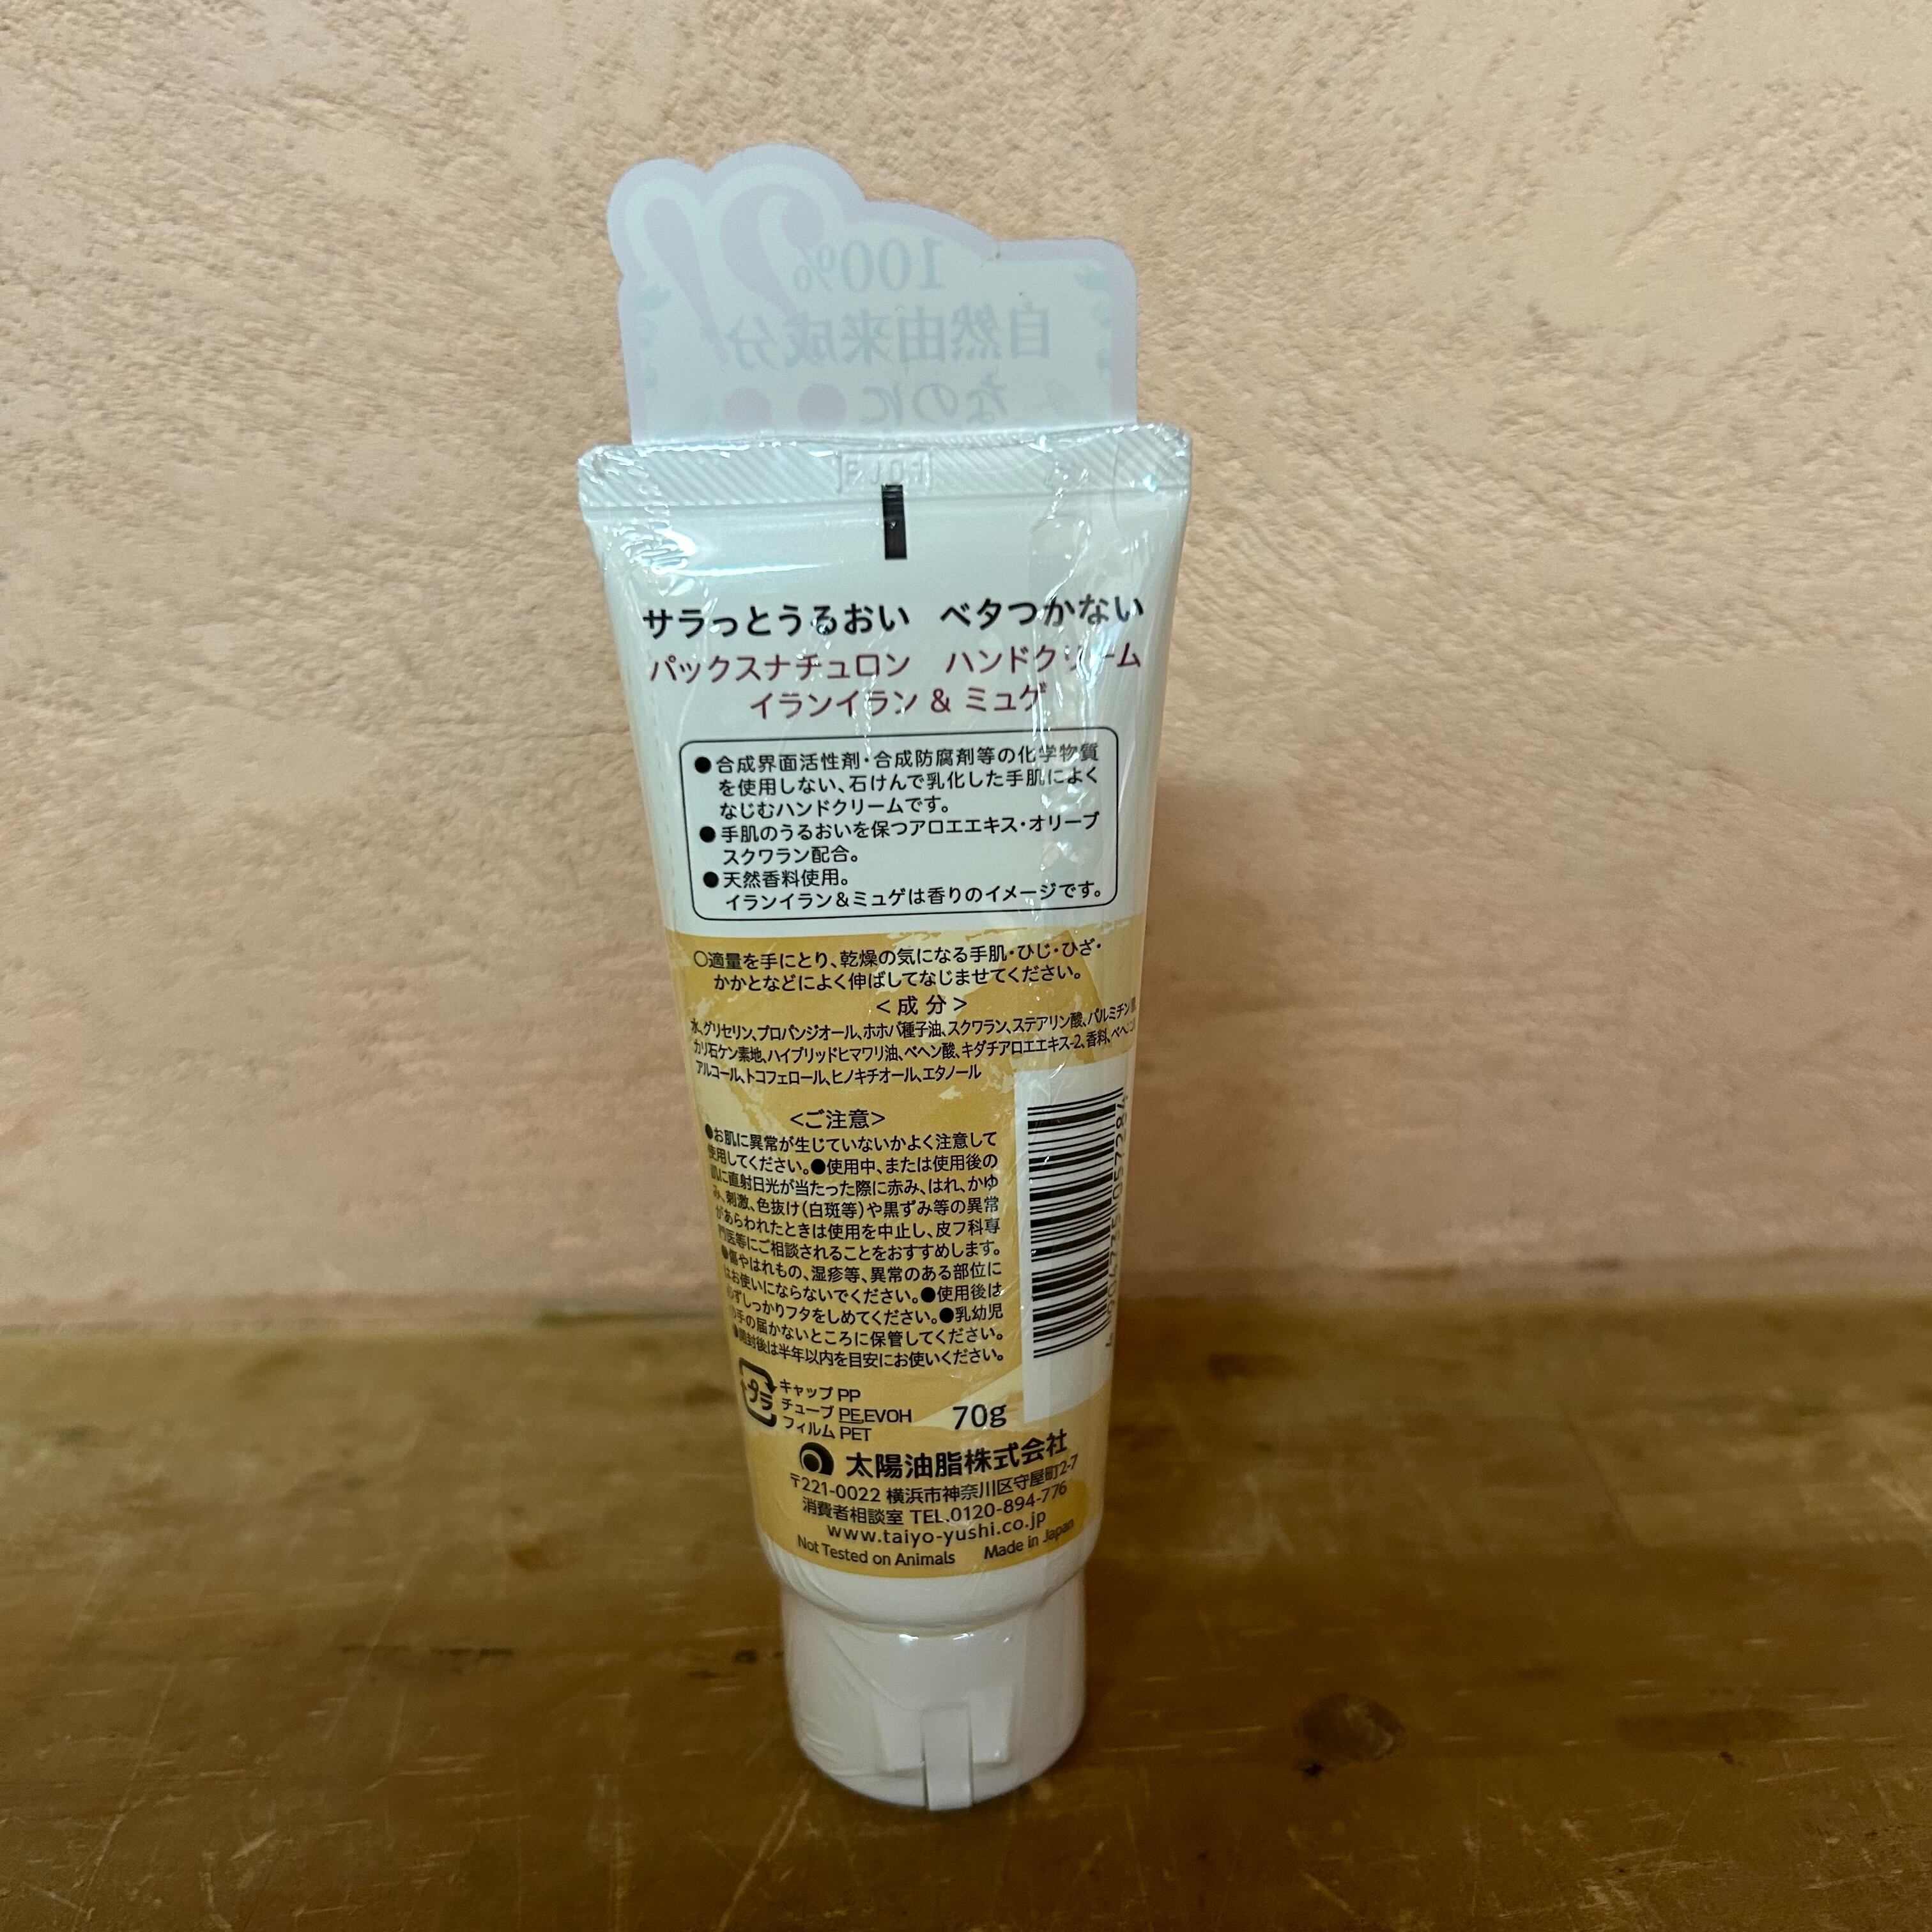 100%
自然由来成分
なのに
サラっとうるおい ベタつかない
パックスナチュロン ハンドクリーム
イランイラン & ミュゲ
●合成界面活性剤・合成防腐剤等の化学物質
を使用しない、石けんで乳化した手肌によく
なじむハンドクリームです。
●手肌のうるおいを保つアロエエキス・オリーブ
スクワラン配合。
●天然香料使用。
イランイラン&ミュゲは香りのイメージです。
○適量を手にとり、乾燥の気になる手肌・ひじ・ひざ・
かかとなどによく伸ばしてなじませてください。
<成分>
水、グリセリン、プロパンジオール、ホホバ種子油、スクワラン、ステアリン酸、パルミチン酸、
カリ石ケン素地、ハイブリッドヒマワリ油、ベヘン酸、キダチアロエエキス-2、香料、ベヘニル
アルコール、トコフェロール、ヒノキチオール、エタノール
<ご注意>
●お肌に異常が生じていないかよく注意して
使用してください。●使用中、または使用後の
肌に直射日光が当たった際に赤み、はれ、かゆ
み、刺激、色抜け(白斑等)や黒ずみ等の異常
があらわれたときは使用を中止し、皮フ科専
門医等にご相談されることをおすすめします。
●傷やはれもの、湿疹等、異常のある部位に
はお使いにならないでください。●使用後は
必ずしっかりフタをしめてください。●乳幼児
の手の届かないところに保管してください。
●開封後は半年以内を目安にお使いください。
プラ
キャップ PP
チューブ PE,EVOH
フィルム PET
70g
太陽油脂株式会社
〒221-0022 横浜市神奈川区守屋町2-7
消費者相談室 TEL.0120-894-776
www.taiyo-yushi.co.jp
Not Tested on Animals Made in Japan